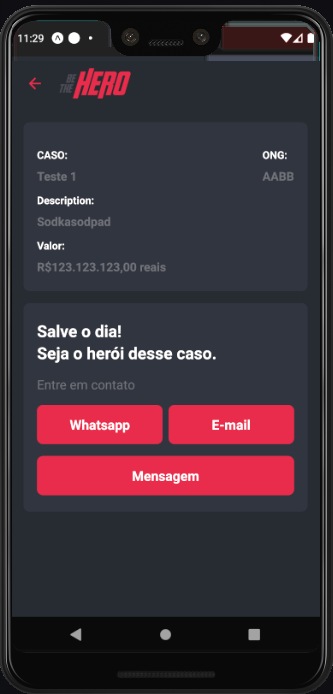 11:29
BE THE HERO
CASO: ONG:
Teste 1 AABB
Description:
Sodkasodpad
Valor:
R$123.123.123,00 reais
Salve o dia!
Seja o herói desse caso.
Entre em contato
Whatsapp E-mail
Mensagem